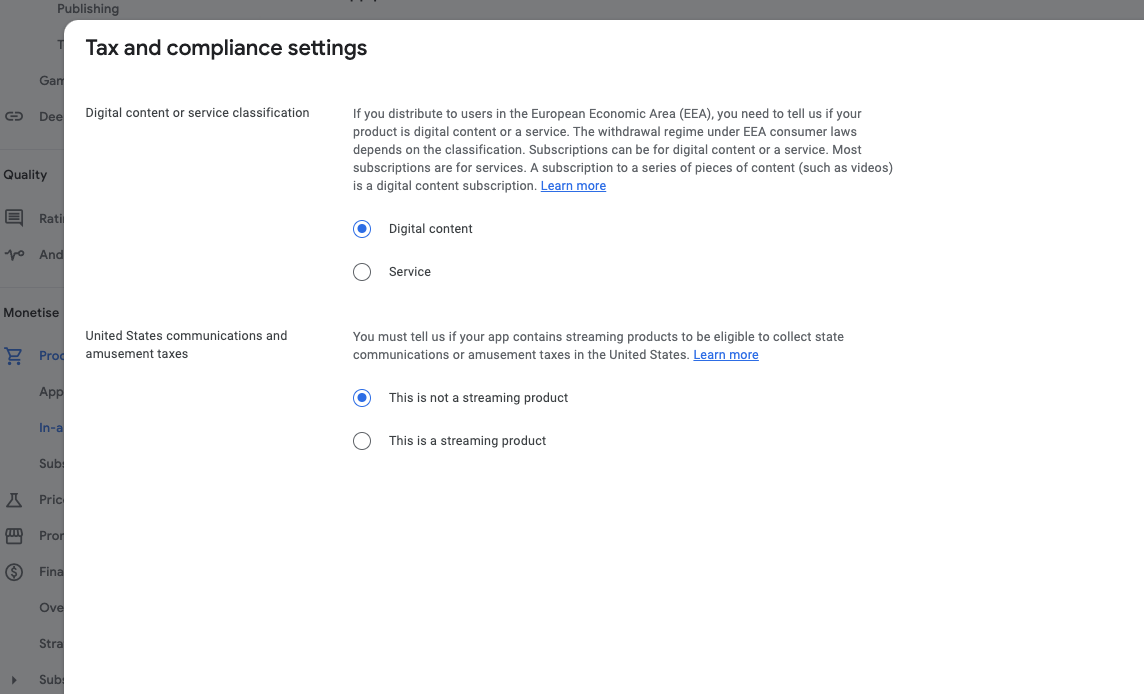 Publishing
Tax and compliance settings
Gam
Digital content or service classification
If you distribute to users in the European Economic Area (EEA), you need to tell us if your
product is digital content or a service. The withdrawal regime under EEA consumer laws
depends on the classification. Subscriptions can be for digital content or a service. Most
subscriptions are for services. A subscription to a series of pieces of content (such as videos)
is a digital content subscription. Learn more
Digital content
Service
United States communications and
amusement taxes
You must tell us if your app contains streaming products to be eligible to collect state
communications or amusement taxes in the United States. Learn more
This is not a streaming product
This is a streaming product
Dee
Quality
Rati
And
Monetise
Prod
App
In-a
Subs
Price
Pror
Fina
Ove
Stra
Subs